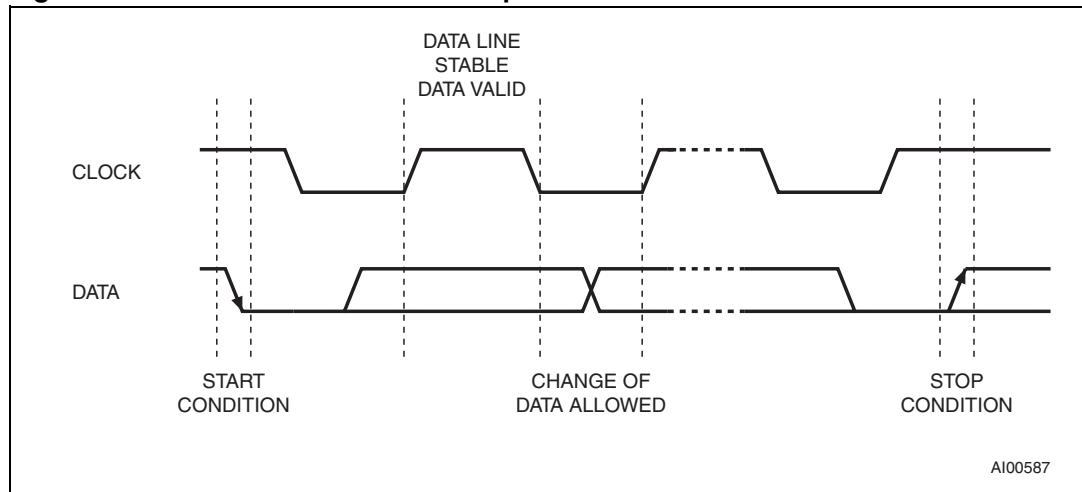 DATA LINE
STABLE
DATA VALID
CLOCK
DATA
START
CONDITION
CHANGE OF
DATA ALLOWED
STOP
CONDITION
AI00587